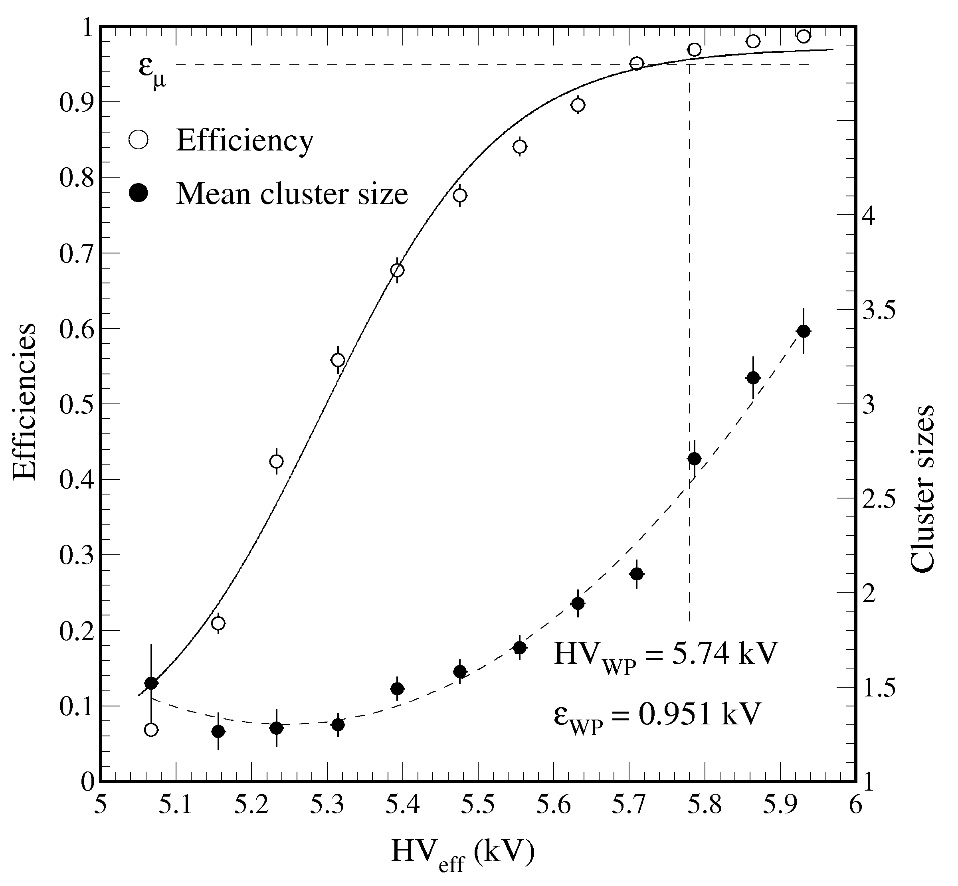 1
0.9
0.8
0.7
0.6
0.5
0.4
0.3
0.2
0.1
0
Efficiencies
ε_μ
Efficiency
Mean cluster size
HV_WP = 5.74 kV
ε_WP = 0.951 kV
4
3.5
3
2.5
2
1.5
1
Cluster sizes
5 5.1 5.2 5.3 5.4 5.5 5.6 5.7 5.8 5.9 6
HV_eff (kV)